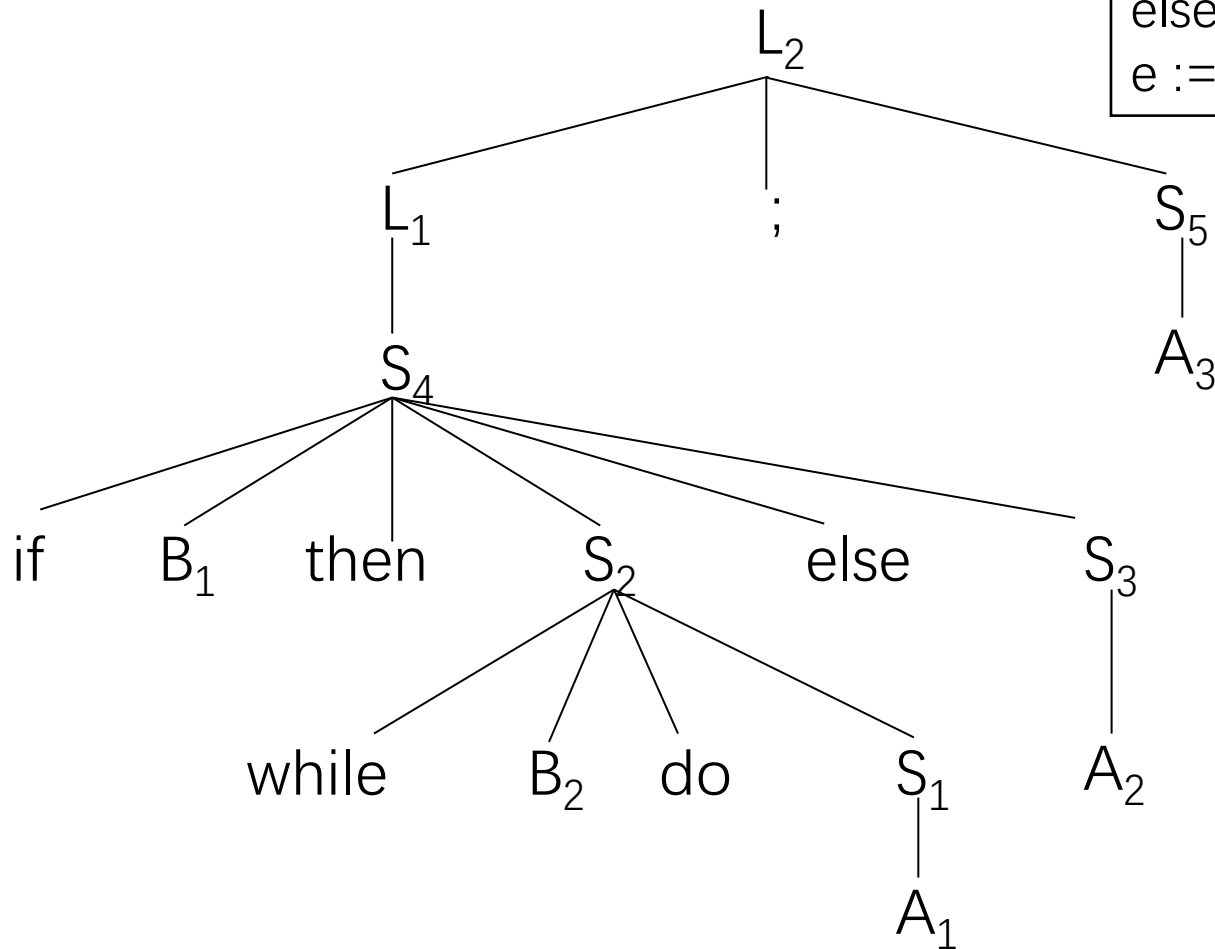 else
e :=
L₂
L₁ ; S₅
S₄ A₃
if B₁ then S₂ else S₃
while B₂ do S₁ A₂
A₁